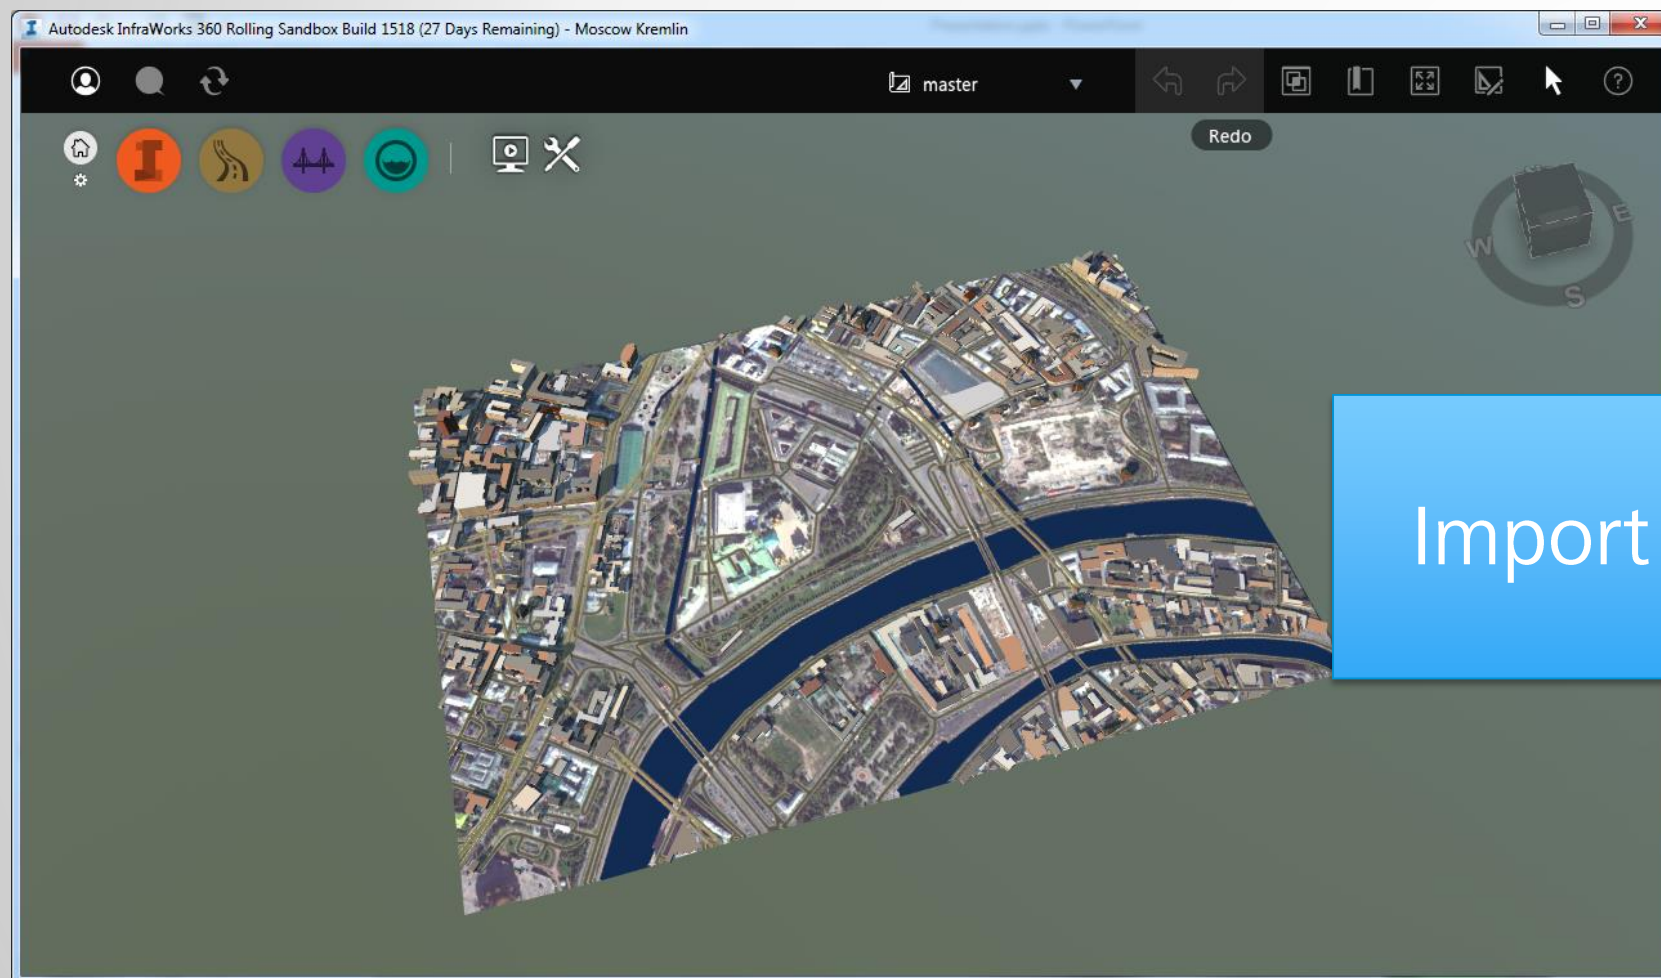 Autodesk InfraWorks 360 Rolling Sandbox Build 1518 (27 Days Remaining) - Moscow Kremlin
master
?
Redo
E
W
S
Import